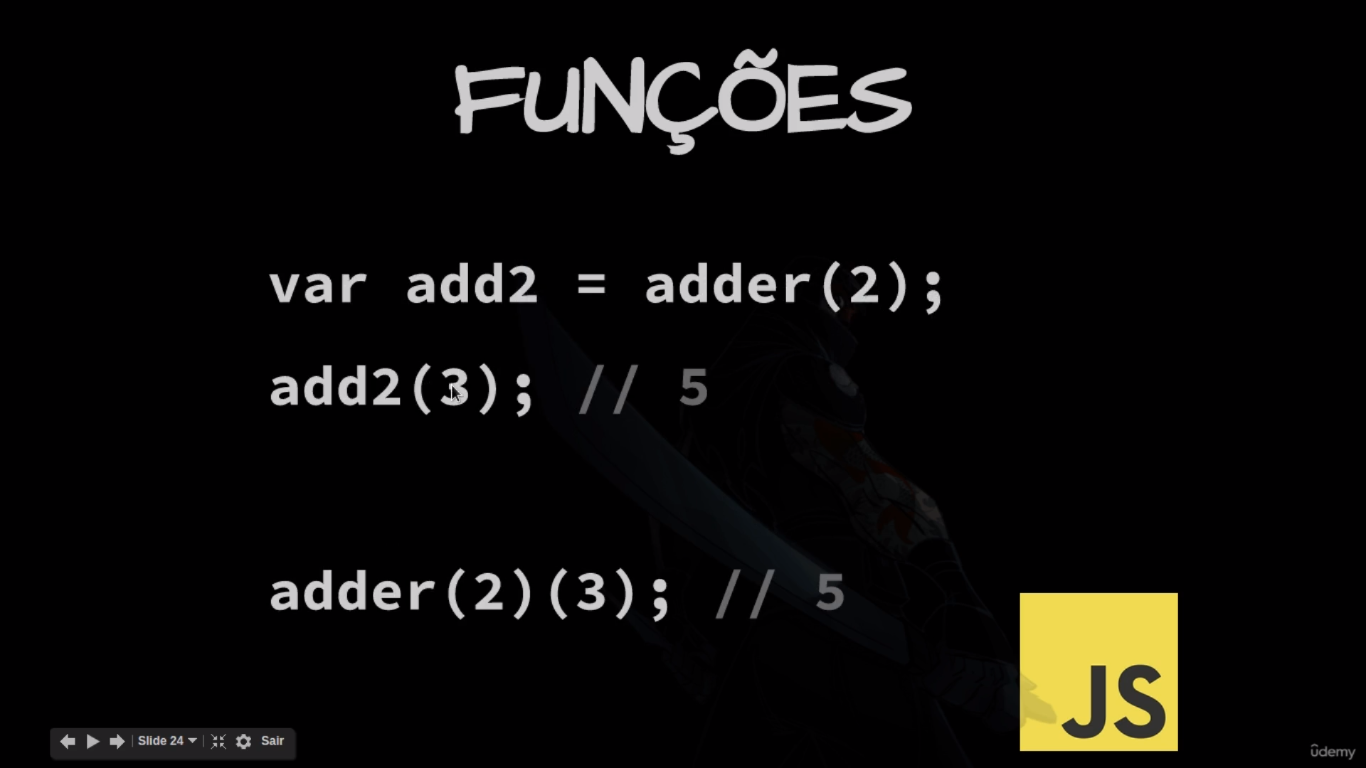 FUNÇÕES
var add2 = adder(2);
add2(3); // 5
adder(2)(3); // 5
JS
Slide 24
Sair
ûdemy